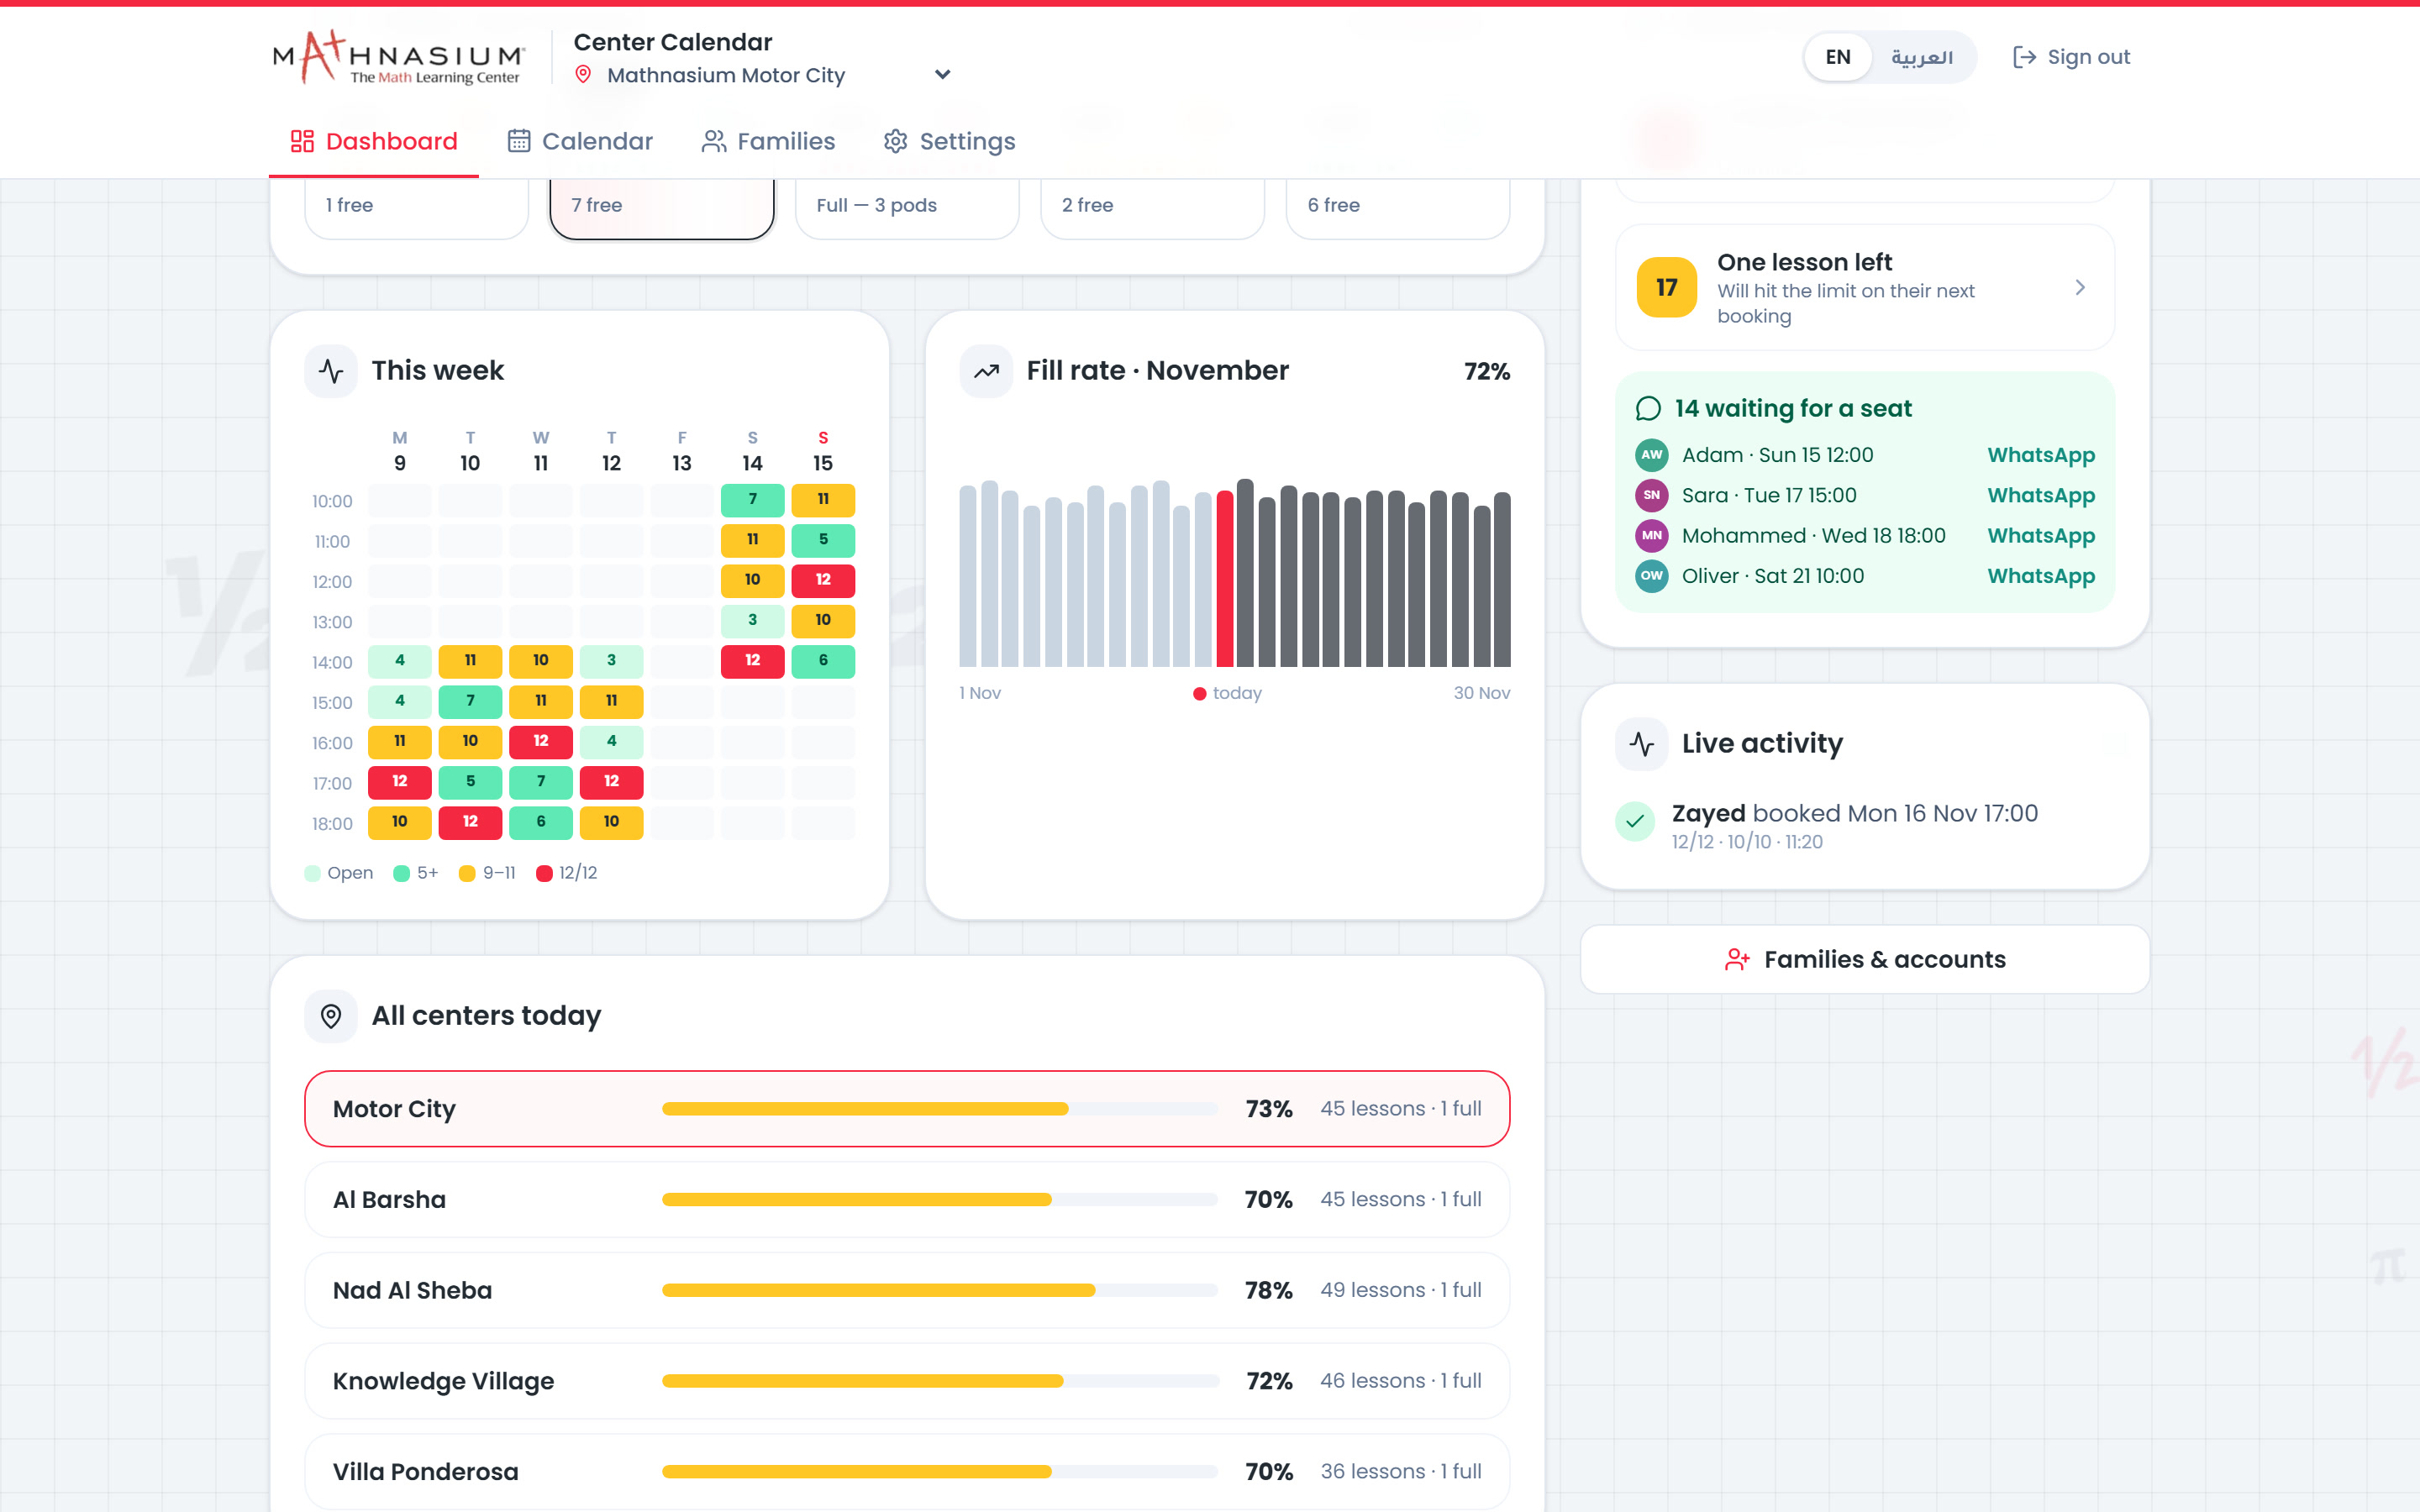 MATHNASIUM
The Math Learning Center
Center Calendar
Mathnasium Motor City
EN
العربية
Sign out
Dashboard
Calendar
Families
Settings
1 free
7 free
Full — 3 pods
2 free
6 free
17
One lesson left
Will hit the limit on their next
booking
14 waiting for a seat
AW Adam · Sun 15 12:00 WhatsApp
SN Sara · Tue 17 15:00 WhatsApp
MN Mohammed · Wed 18 18:00 WhatsApp
OW Oliver · Sat 21 10:00 WhatsApp
This week
M T W T F S S
9 10 11 12 13 14 15
10:00 7 11
11:00 11 5
12:00 10 12
13:00 3 10
14:00 4 11 10 3 12 6
15:00 4 7 11 11
16:00 11 10 12 4
17:00 12 5 7 12
18:00 10 12 6 10
Open 5+ 9–11 12/12
Fill rate · November 72%
1 Nov today 30 Nov
Live activity
Zayed booked Mon 16 Nov 17:00
12/12 · 10/10 · 11:20
Families & accounts
All centers today
Motor City 73% 45 lessons · 1 full
Al Barsha 70% 45 lessons · 1 full
Nad Al Sheba 78% 49 lessons · 1 full
Knowledge Village 72% 46 lessons · 1 full
Villa Ponderosa 70% 36 lessons · 1 full
½
½
π